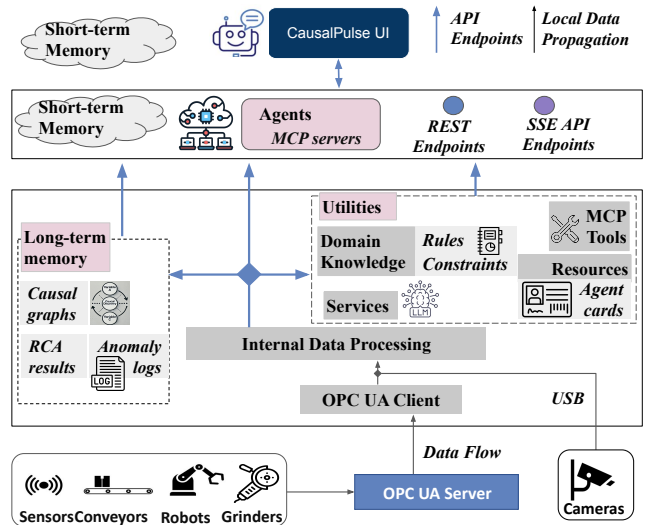 Short-term
Memory
CausalPulse UI
API
Endpoints
Local Data
Propagation
Short-term
Memory
Agents
MCP servers
REST
Endpoints
SSE API
Endpoints
Long-term
memory
Causal
graphs
RCA
results
Anomaly
logs
LOG
Utilities
Domain
Knowledge
Rules
Constraints
MCP
Tools
Resources
Agent
cards
Services
LLM
Internal Data Processing
OPC UA Client
USB
Data Flow
Sensors
Conveyors
Robots
Grinders
OPC UA Server
Cameras